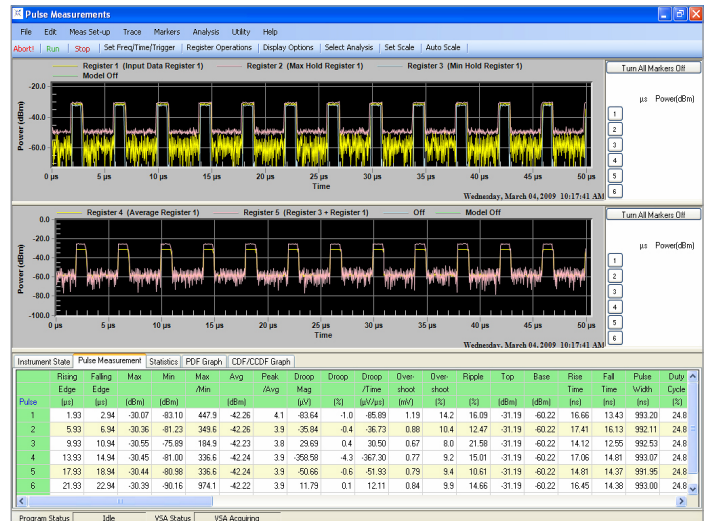 Pulse Measurements
File Edit Meas Set-up Trace Markers Analysis Utility Help
Abort! Run Stop Set Freq/Time/Trigger Register Operations Display Options Select Analysis Set Scale Auto Scale
Register 1 (Input Data Register 1) Register 2 (Max Hold Register 1) Register 3 (Min Hold Register 1)
Model Off
Turn All Markers Off
µs Power(dBm)
1
2
3
4
5
6
Power (dBm)
-20.0
-40.0
-60.0
0 µs 5 µs 10 µs 15 µs 20 µs 25 µs 30 µs 35 µs 40 µs 45 µs 50 µs
Time
Wednesday, March 04, 2009 10:17:41 AM
Register 4 (Average Register 1) Register 5 (Register 3 + Register 1) Off Model Off
Turn All Markers Off
µs Power(dBm)
1
2
3
4
5
6
Power (dBm)
0.0
-20.0
-40.0
-60.0
-80.0
-100.0
0 µs 5 µs 10 µs 15 µs 20 µs 25 µs 30 µs 35 µs 40 µs 45 µs 50 µs
Time
Wednesday, March 04, 2009 10:17:41 AM
Instrument State Pulse Measurement Statistics PDF Graph CDF/CCDF Graph
Rising Falling Max Min Max Avg Peak Droop Droop Droop Over- Over- Ripple Top Base Rise Fall Pulse Duty
Edge Edge /Min /Avg Mag /Time shoot shoot Time Time Width Cycle
Pulse (µs) (µs) (dBm) (dBm) (dBm) (µV) (%) (µV/µs) (mV) (%) (%) (dBm) (dBm) (ns) (ns) (ns) (%)
1 1.93 2.94 -30.07 -83.10 447.9 -42.26 4.1 -83.64 -1.0 -85.89 1.19 14.2 16.09 -31.19 -60.22 16.66 13.43 993.20 24.8
2 5.93 6.94 -30.36 -81.23 349.6 -42.26 3.9 -35.84 -0.4 -36.73 0.88 10.4 12.47 -31.19 -60.22 17.41 16.13 992.11 24.8
3 9.93 10.94 -30.55 -75.89 184.9 -42.23 3.8 29.69 0.4 30.50 0.67 8.0 21.58 -31.19 -60.22 14.12 12.55 992.53 24.8
4 13.93 14.94 -30.45 -81.00 336.6 -42.24 3.9 -358.58 -4.3 -367.30 0.77 9.2 15.01 -31.19 -60.22 17.06 14.81 993.07 24.8
5 17.93 18.94 -30.44 -80.98 336.6 -42.24 3.9 -50.66 -0.6 -51.93 0.79 9.4 10.61 -31.19 -60.22 14.81 14.37 991.95 24.8
6 21.93 22.94 -30.39 -90.16 974.1 -42.22 3.9 11.79 0.1 12.11 0.84 9.9 14.66 -31.19 -60.22 16.45 14.38 993.00 24.8
Program Status Idle VSA Status VSA Acquiring